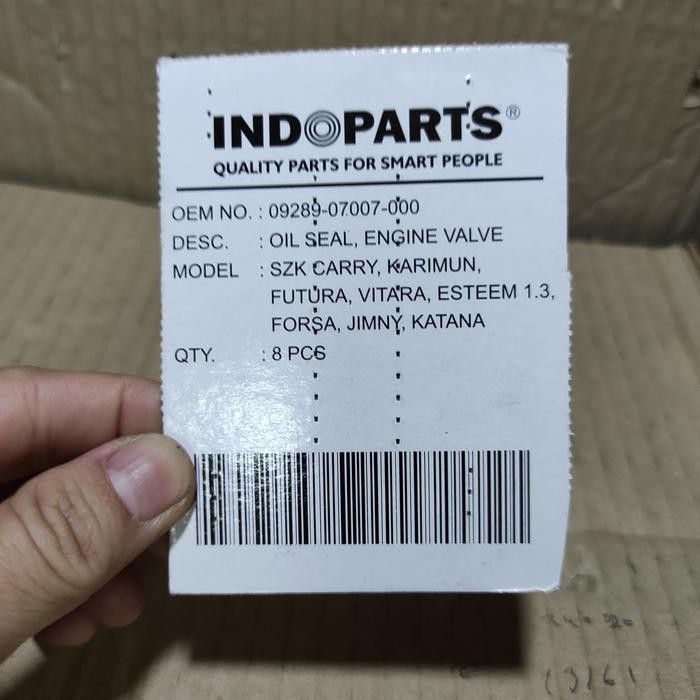 INDOPARTS®
QUALITY PARTS FOR SMART PEOPLE
OEM NO. : 09289-07007-000
DESC. : OIL SEAL, ENGINE VALVE
MODEL : SZK CARRY, KARIMUN,
FUTURA, VITARA, ESTEEM 1.3,
FORSA, JIMNY, KATANA
QTY. : 8 PCS